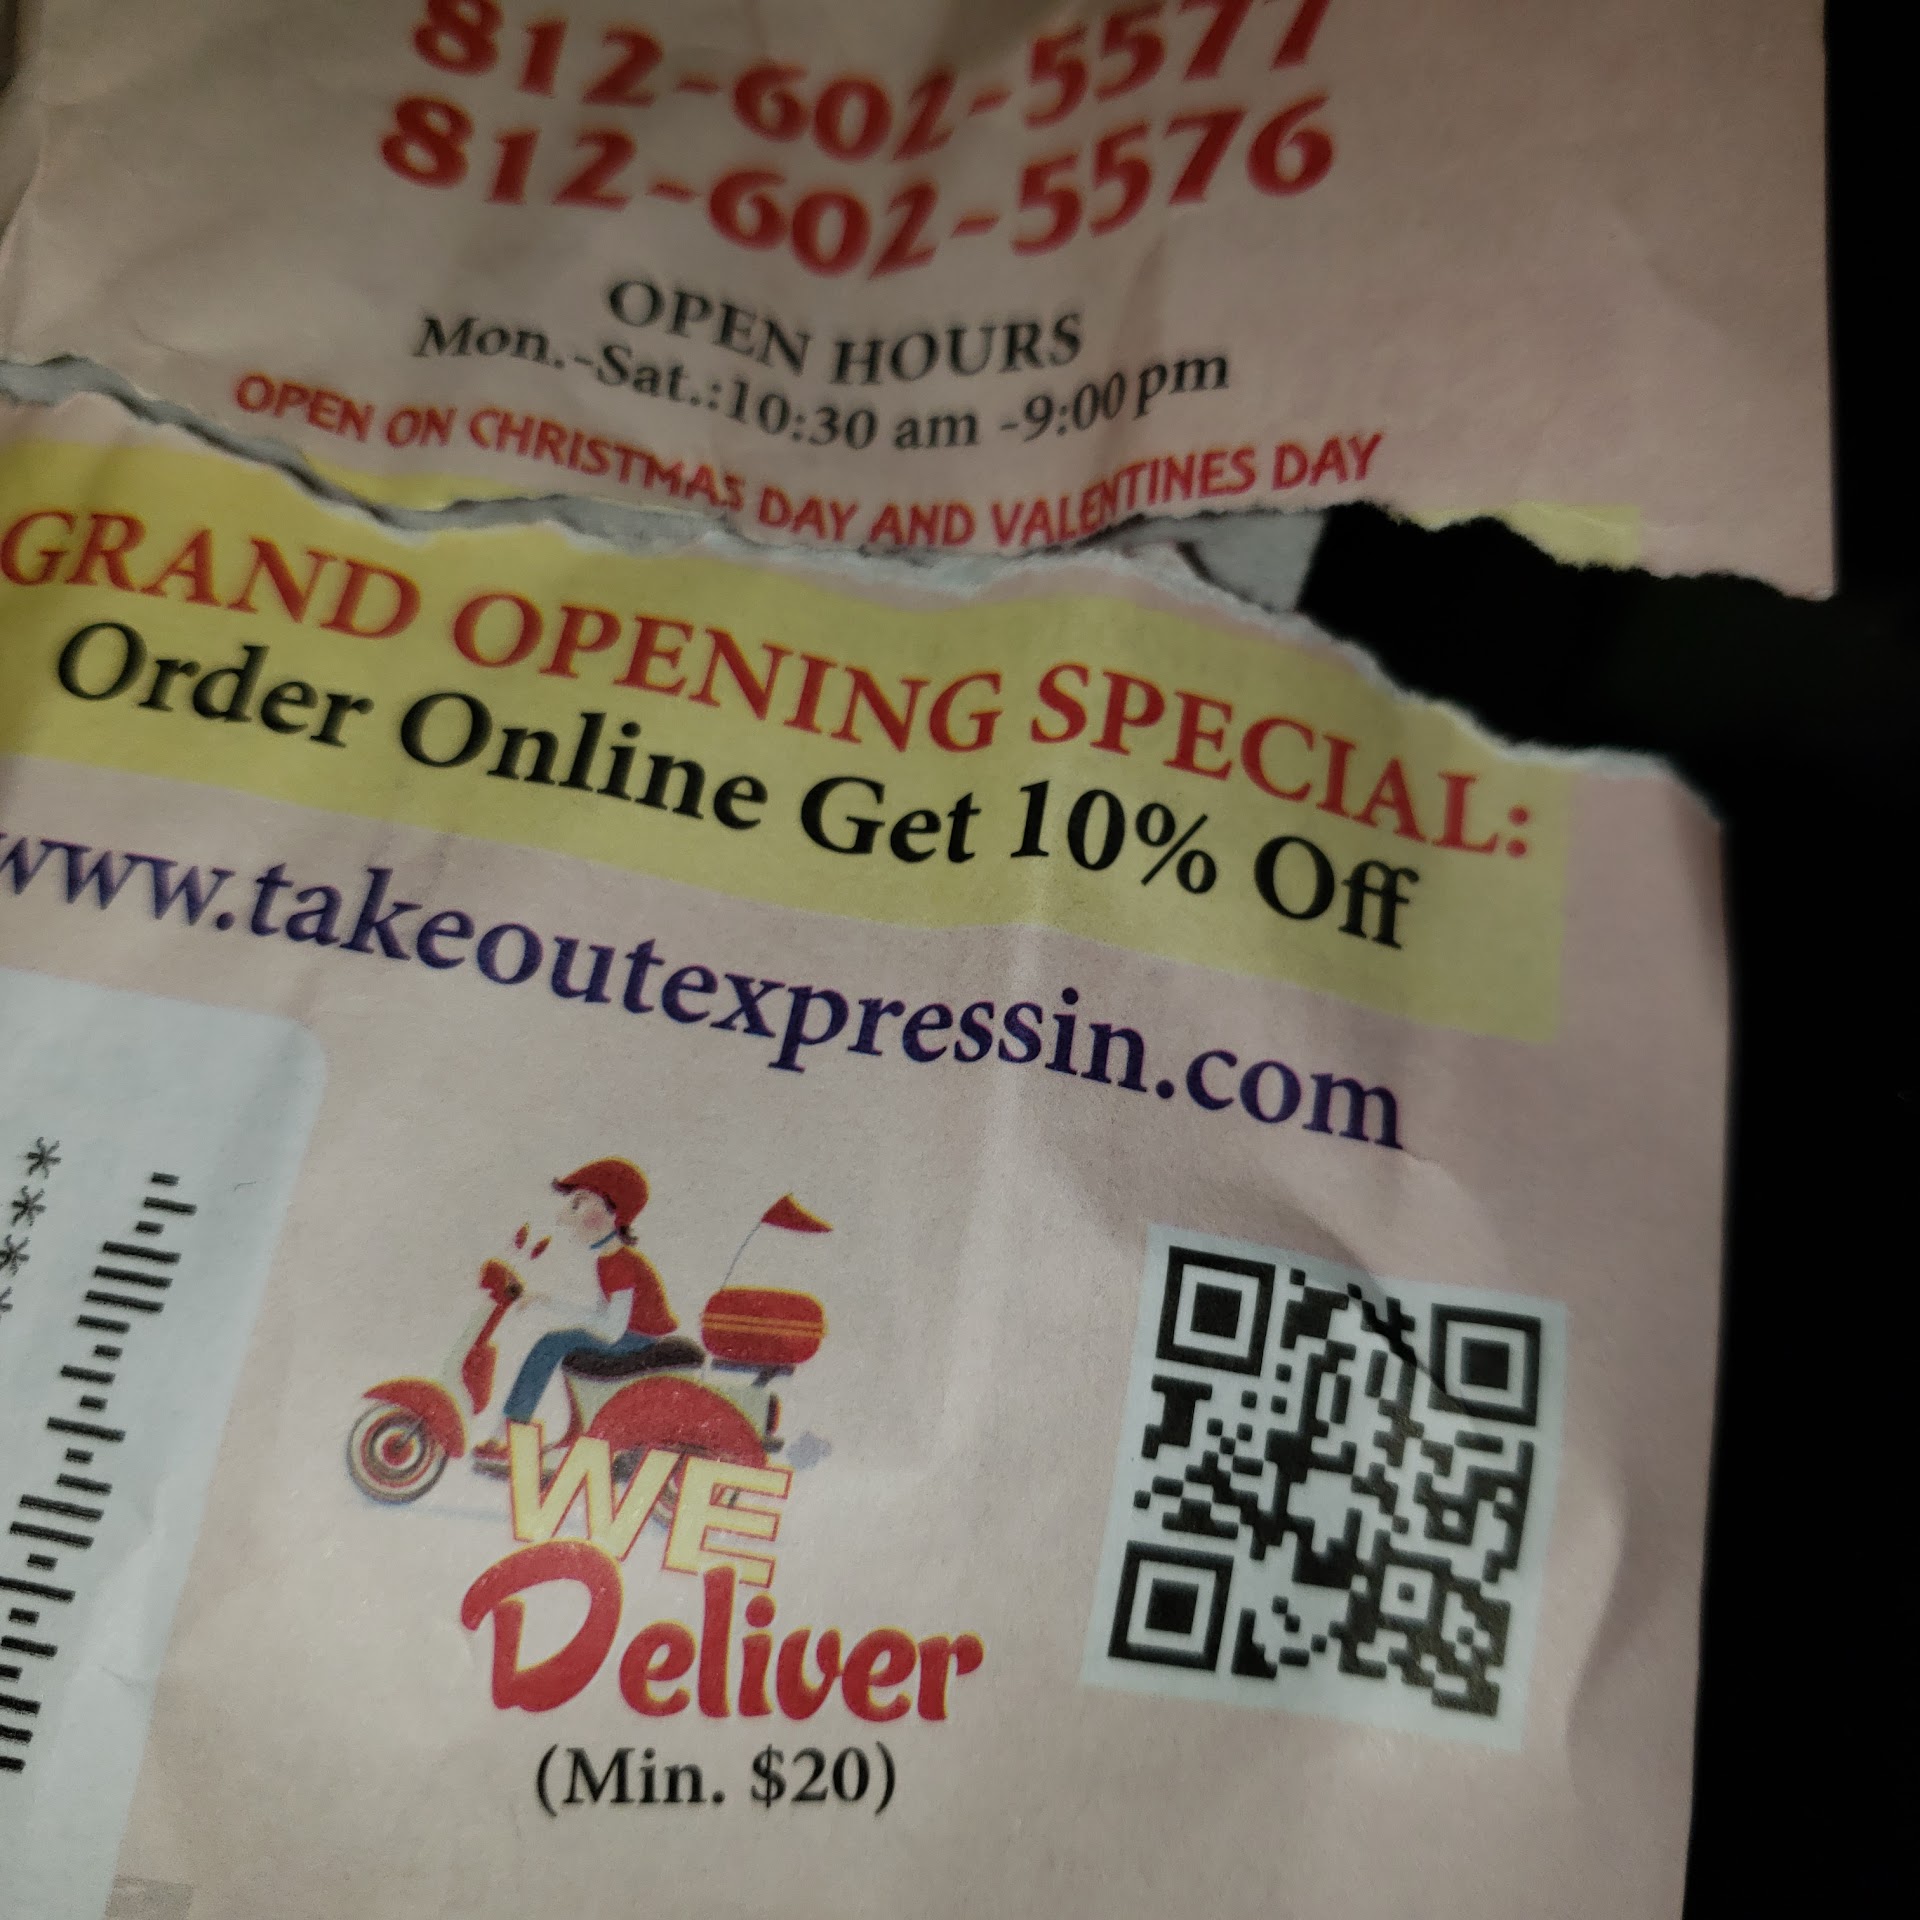 812-602-5577
812-602-5576
OPEN HOURS
Mon.-Sat.:10:30 am -9:00 pm
OPEN ON CHRISTMAS DAY AND VALENTINES DAY
GRAND OPENING SPECIAL:
Order Online Get 10% Off
www.takeoutexpressin.com
****
WE
Deliver
(Min. $20)